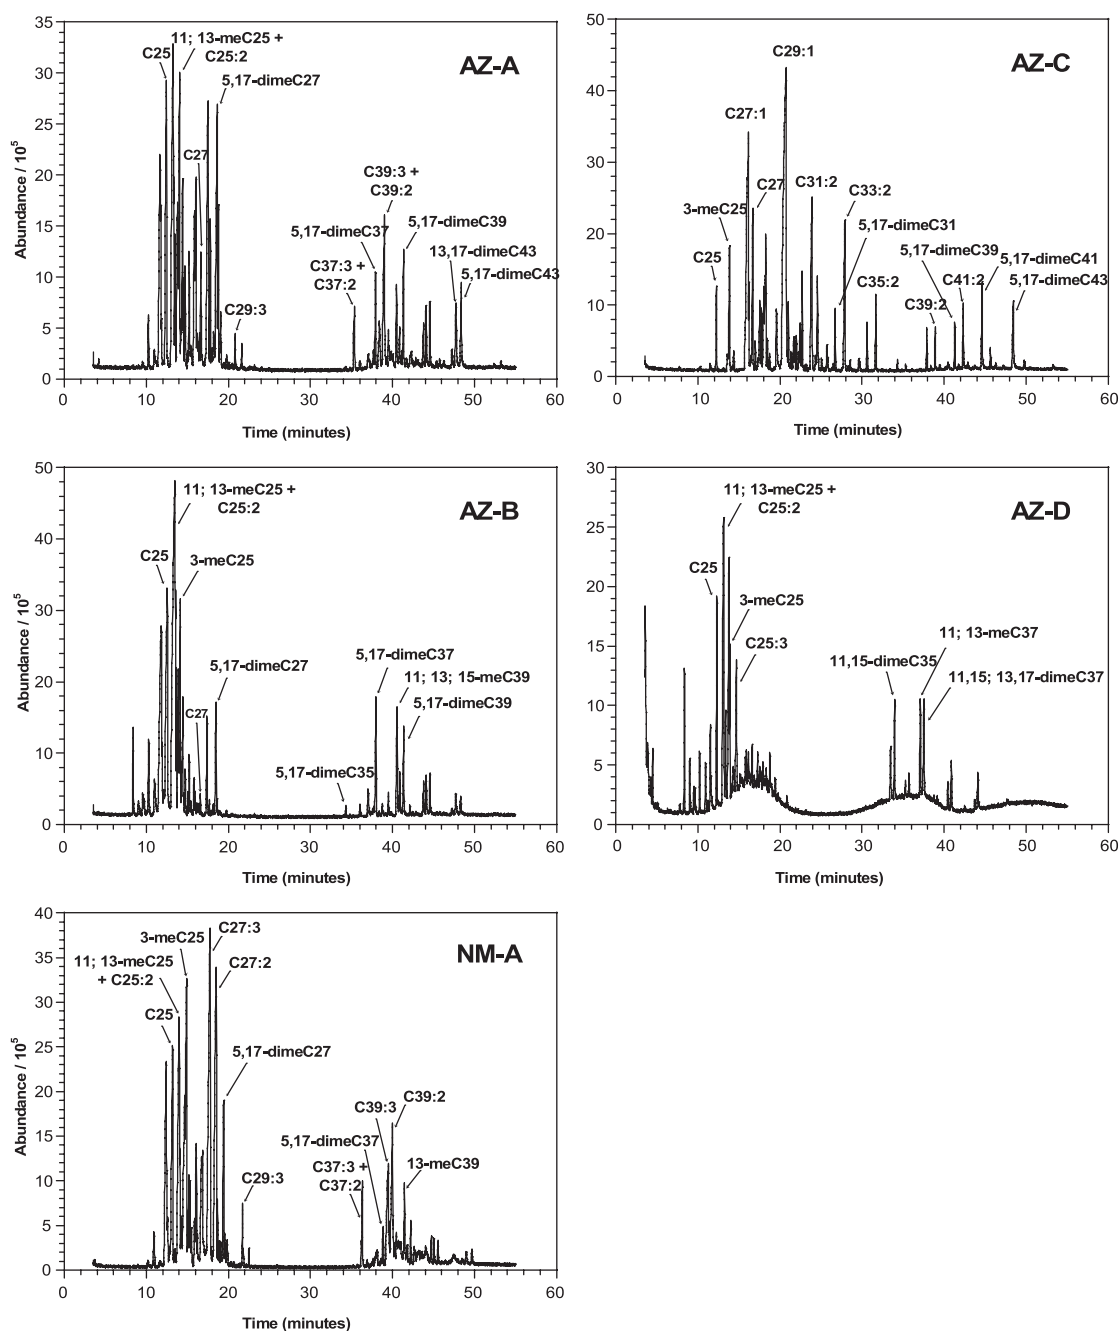 AZ-A
Abundance / 10⁵
35
30
25
20
15
10
5
0
C25
11; 13-meC25 +
C25:2
5,17-dimeC27
C27
C29:3
C39:3 +
C39:2
5,17-dimeC37
5,17-dimeC39
C37:3 +
C37:2
13,17-dimeC43
5,17-dimeC43
0 10 20 30 40 50 60
Time (minutes)
AZ-C
50
40
30
20
10
0
C29:1
C27:1
C27
C31:2
C33:2
3-meC25
5,17-dimeC31
C25
5,17-dimeC39
5,17-dimeC41
C35:2
C41:2
5,17-dimeC43
C39:2
0 10 20 30 40 50 60
Time (minutes)
AZ-B
Abundance / 10⁵
50
40
30
20
10
0
11; 13-meC25 +
C25:2
C25
3-meC25
5,17-dimeC27
C27
5,17-dimeC37
11; 13; 15-meC39
5,17-dimeC39
5,17-dimeC35
0 10 20 30 40 50 60
Time (minutes)
AZ-D
30
25
20
15
10
5
0
11; 13-meC25 +
C25:2
C25
3-meC25
C25:3
11; 13-meC37
11,15-dimeC35
11,15; 13,17-dimeC37
0 10 20 30 40 50 60
Time (minutes)
NM-A
Abundance / 10⁵
40
35
30
25
20
15
10
5
0
3-meC25
C27:3
11; 13-meC25
+ C25:2
C27:2
C25
5,17-dimeC27
C29:3
C39:3
C39:2
5,17-dimeC37
C37:3 +
C37:2
13-meC39
0 10 20 30 40 50 60
Time (minutes)